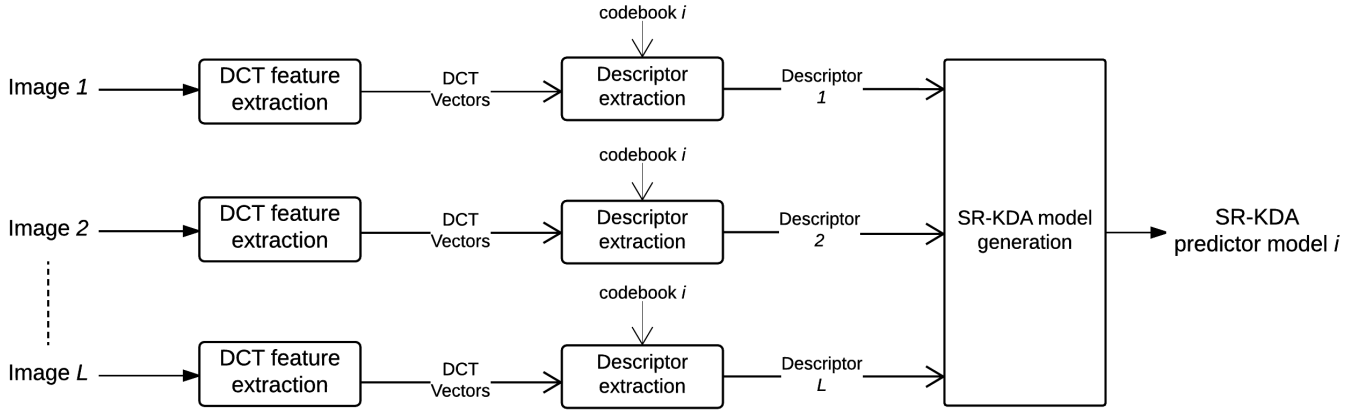 codebook i
Image 1
DCT feature
extraction
DCT
Vectors
Descriptor
extraction
Descriptor
1
codebook i
Image 2
DCT feature
extraction
DCT
Vectors
Descriptor
extraction
Descriptor
2
SR-KDA model
generation
SR-KDA
predictor model i
codebook i
Image L
DCT feature
extraction
DCT
Vectors
Descriptor
extraction
Descriptor
L